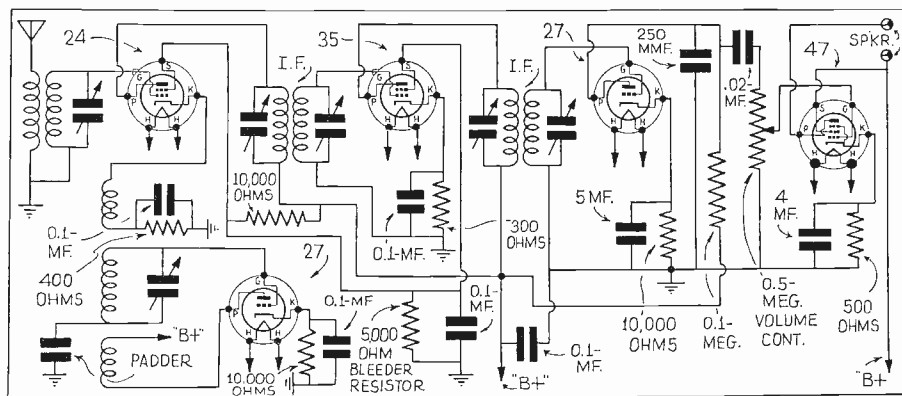 24
35
27
47
SPKR.
I.F.
I.F.
250
MMF.
.02-
MF.
G
S
P
K
H
H
G
S
P
K
H
H
G
P
K
H
H
S
G
P
K
H
H
10,000
OHMS
0.1-
MF.
400
OHMS
0.1-MF.
300
OHMS
5 MF.
4
MF.
27
G
P
K
H
H
0.1-MF
"B+"
PADDER
10,000
OHMS
5,000
OHM
BLEEDER
RESISTOR
0.1-
MF.
0.1-
MF.
"B+"
10,000
OHMS
0.1-
MEG.
0.5-
MEG.
VOLUME
CONT.
500
OHMS
"B+"